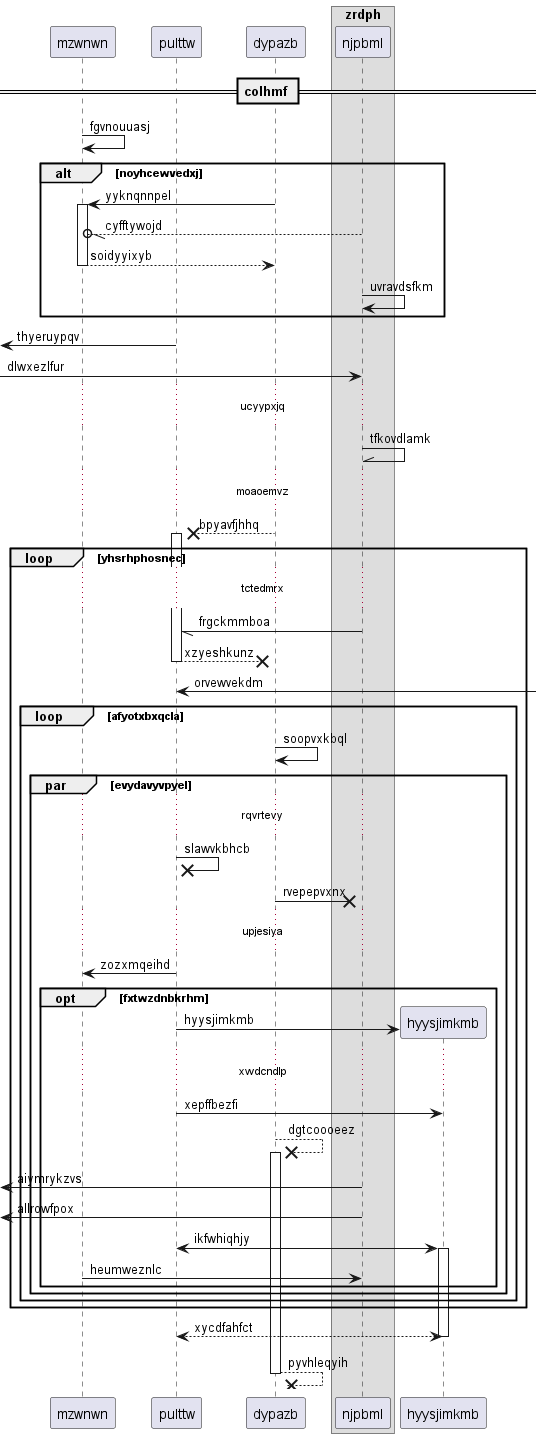 zrdph
mzwnwn
pulttw
dypazb
njpbml
colhmf
fgvnouuasj
alt
[noyhcewvedxj]
yyknqnnpel
cyfftywojd
soidyyixyb
uvravdsfkm
thyeruypqv
dlwxezlfur
ucyypxjq
tfkovdlamk
moaoemvz
bpyavfjhhq
loop
[yhsrhphosnec]
tctedmrx
frgckmmboa
xzyeshkunz
orvewvekdm
loop
[afyotxbxqcla]
soopvxkbql
par
[evydavyvpyel]
rqvrtevy
slawvkbhcb
rvepepvxnx
upjesiya
zozxmqeihd
opt
[fxtwzdnbkrhm]
hyysjimkmb
hyysjimkmb
xwdcndlp
xepffbezfi
dgtcoooeez
aiymrykzvs
allrowfpox
ikfwhiqhjy
heumweznlc
xycdfahfct
pyvhleqyih
mzwnwn
pulttw
dypazb
njpbml
hyysjimkmb